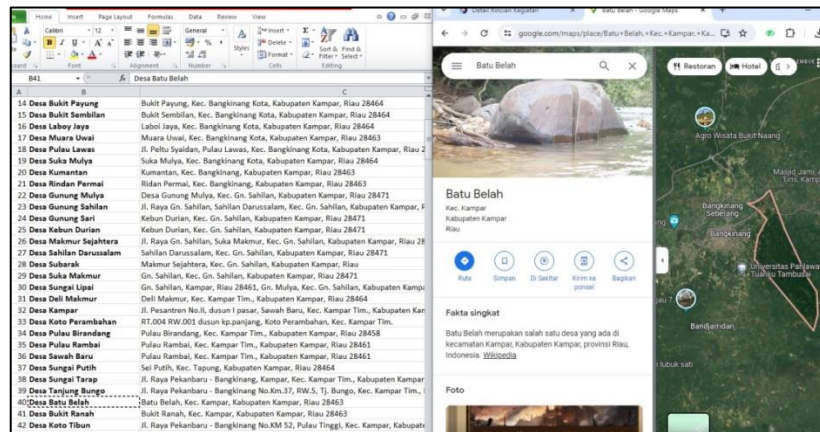 Home Insert Page Layout Formulas Data Review View
Calibri 12
General
Styles
Insert
Delete
Format
Sort & Find &
Filter Select
Font Alignment Number Cells Editing
B41 fx Desa Batu Belah
A B C
14 Desa Bukit Payung Bukit Payung, Kec. Bangkinang Kota, Kabupaten Kampar, Riau 28464
15 Desa Bukit Sembilan Bukit Sembilan, Kec. Bangkinang Kota, Kabupaten Kampar, Riau 28464
16 Desa Laboy Jaya Laboi Jaya, Kec. Bangkinang Kota, Kabupaten Kampar, Riau 28464
17 Desa Muara Uwai Muara Uwai, Kec. Bangkinang Kota, Kabupaten Kampar, Riau 28463
18 Desa Pulau Lawas Jl. Peltu Syaidan, Pulau Lawas, Kec. Bangkinang Kota, Kabupaten Kampar, Riau 2
19 Desa Suka Mulya Suka Mulya, Kec. Bangkinang Kota, Kabupaten Kampar, Riau 28464
20 Desa Kumantan Kumantan, Kec. Bangkinang, Kabupaten Kampar, Riau 28463
21 Desa Rindan Permai Ridan Permai, Kec. Bangkinang, Kabupaten Kampar, Riau 28463
22 Desa Gunung Mulya Desa Gunung Mulya, Kec. Gn. Sahilan, Kabupaten Kampar, Riau 28471
23 Desa Gunung Sahilan Jl. Raya Gn. Sahilan, Sahilan Darussalam, Kec. Gn. Sahilan, Kabupaten Kampar, F
24 Desa Gunung Sari Kebun Durian, Kec. Gn. Sahilan, Kabupaten Kampar, Riau 28471
25 Desa Kebun Durian Kebun Durian, Kec. Gn. Sahilan, Kabupaten Kampar, Riau 28471
26 Desa Makmur Sejahtera Jl. Raya Gn. Sahilan, Suka Makmur, Kec. Gn. Sahilan, Kabupaten Kampar, Riau 28
27 Desa Sahilan Darussalam Sahilan Darussalam, Kec. Gn. Sahilan, Kabupaten Kampar, Riau 28471
28 Desa Subarak Makmur Sejahtera, Kec. Gn. Sahilan, Kabupaten Kampar, Riau
29 Desa Suka Makmur Gn. Sahilan, Kec. Gn. Sahilan, Kabupaten Kampar, Riau 28471
30 Desa Sungai Lipai Gn. Sahilan, Kampar, Riau 28461, Gn. Mulya, Kec. Gn. Sahilan, Kabupaten Kampa
31 Desa Deli Makmur Deli Makmur, Kec. Kampar Tim., Kabupaten Kampar, Riau 28464
32 Desa Kampar Jl. Pesantren No.II, dusun I pasar, Sawah Baru, Kec. Kampar Tim., Kabupaten Kar
33 Desa Koto Perambahan RT.004 RW.001 dusun kp.panjang, Koto Perambahan, Kec. Kampar Tim.
34 Desa Pulau Birandang Pulau Birandang, Kec. Kampar Tim., Kabupaten Kampar, Riau 28458
35 Desa Pulau Rambai Pulau Rambai, Kec. Kampar Tim., Kabupaten Kampar, Riau 28461
36 Desa Sawah Baru Pulau Rambai, Kec. Kampar Tim., Kabupaten Kampar, Riau 28461
37 Desa Sungai Putih Sei Putih, Kec. Tapung, Kabupaten Kampar, Riau 28464
38 Desa Sungai Tarap Jl. Raya Pekanbaru - Bangkinang, Kampar, Kec. Kampar Tim., Kabupaten Kampar
39 Desa Tanjung Bungo Jl. Raya Pekanbaru - Bangkinang No.Km.37, RW.5, Tj. Bungo, Kec. Kampar Tim.,
40 Desa Batu Belah Batu Belah, Kec. Kampar, Kabupaten Kampar, Riau 28463
41 Desa Bukit Ranah Bukit Ranah, Kec. Kampar, Kabupaten Kampar, Riau 28463
42 Desa Koto Tibun Jl. Raya Pekanbaru - Bangkinang No.KM 52, Pulau Tinggi, Kec. Kampar, Kabupate
Detail Rincian Kegiatan
Batu Belah - Google Maps
google.com/maps/place/Batu+Belah,+Kec.+Kampar,+Ka...
Batu Belah
Restoran
Hotel
Batu Belah
Kec. Kampar
Kabupaten Kampar
Riau
Rute Simpan Di Sekitar Kirim ke ponsel Bagikan
Fakta singkat
Batu Belah merupakan salah satu desa yang ada di
kecamatan Kampar, Kabupaten Kampar, provinsi Riau,
Indonesia. Wikipedia
Foto
Agro Wisata Bukit Naang
Masjid Jami
Tiris, Kamp
Bangkinang
Seberang
Bangkinang
Universitas Pahlawa
Tuanku Tambusai
Bandjarridan
lubuk sati